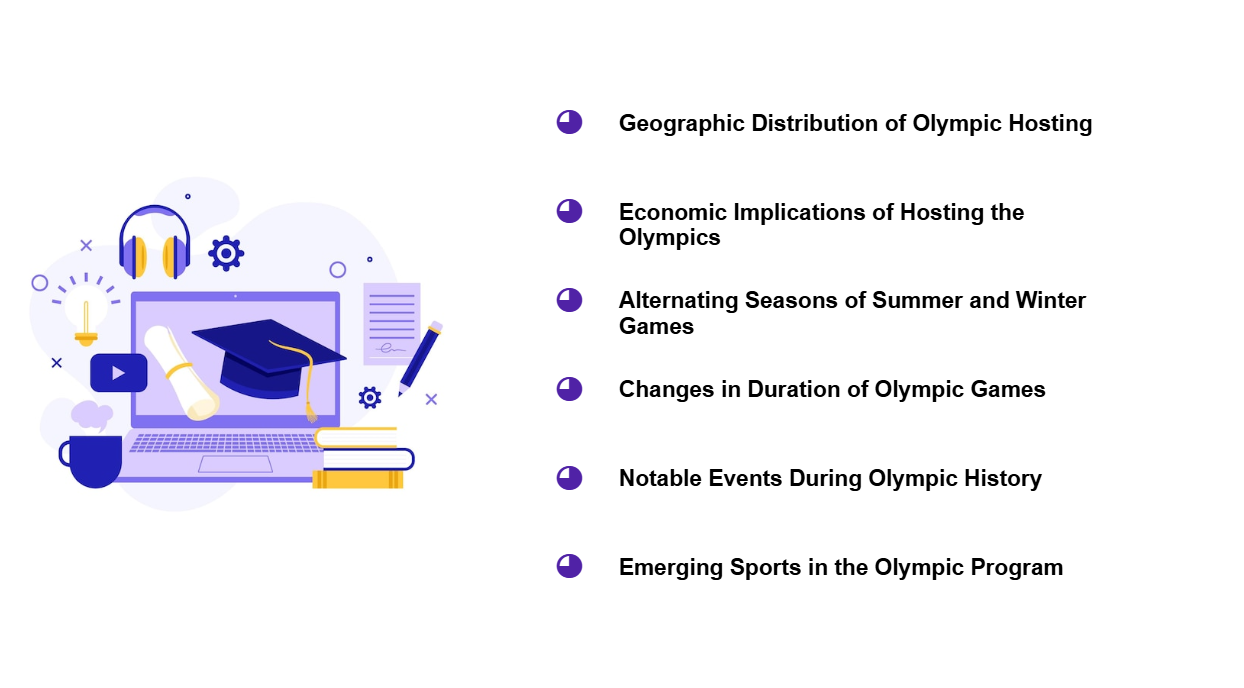 Geographic Distribution of Olympic Hosting
Economic Implications of Hosting the
Olympics
Alternating Seasons of Summer and Winter
Games
Changes in Duration of Olympic Games
Notable Events During Olympic History
Emerging Sports in the Olympic Program